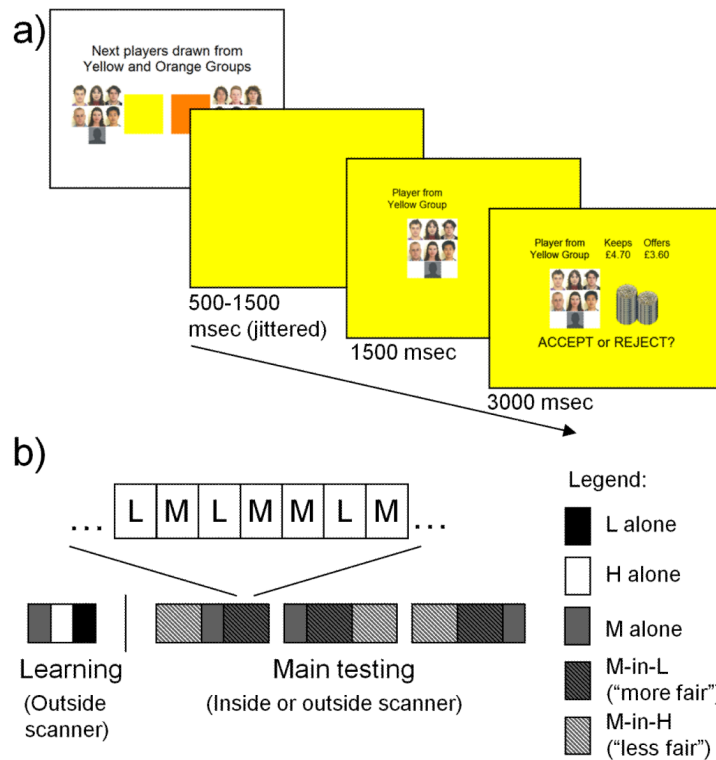 a)
Next players drawn from
Yellow and Orange Groups
Player from
Yellow Group
Player from Keeps Offers
Yellow Group £4.70 £3.60
ACCEPT or REJECT?
500-1500
msec (jittered)
1500 msec
3000 msec
b)
... L M L M M L M ...
Learning
(Outside
scanner)
Main testing
(Inside or outside scanner)
Legend:
L alone
H alone
M alone
M-in-L
("more fair")
M-in-H
("less fair")